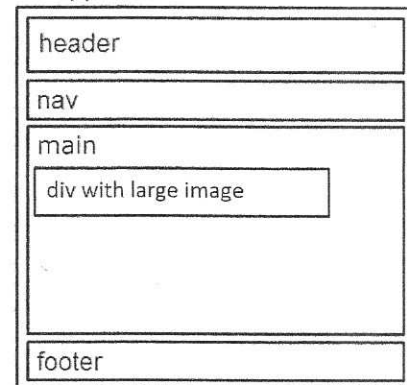 header
nav
main
div with large image
footer